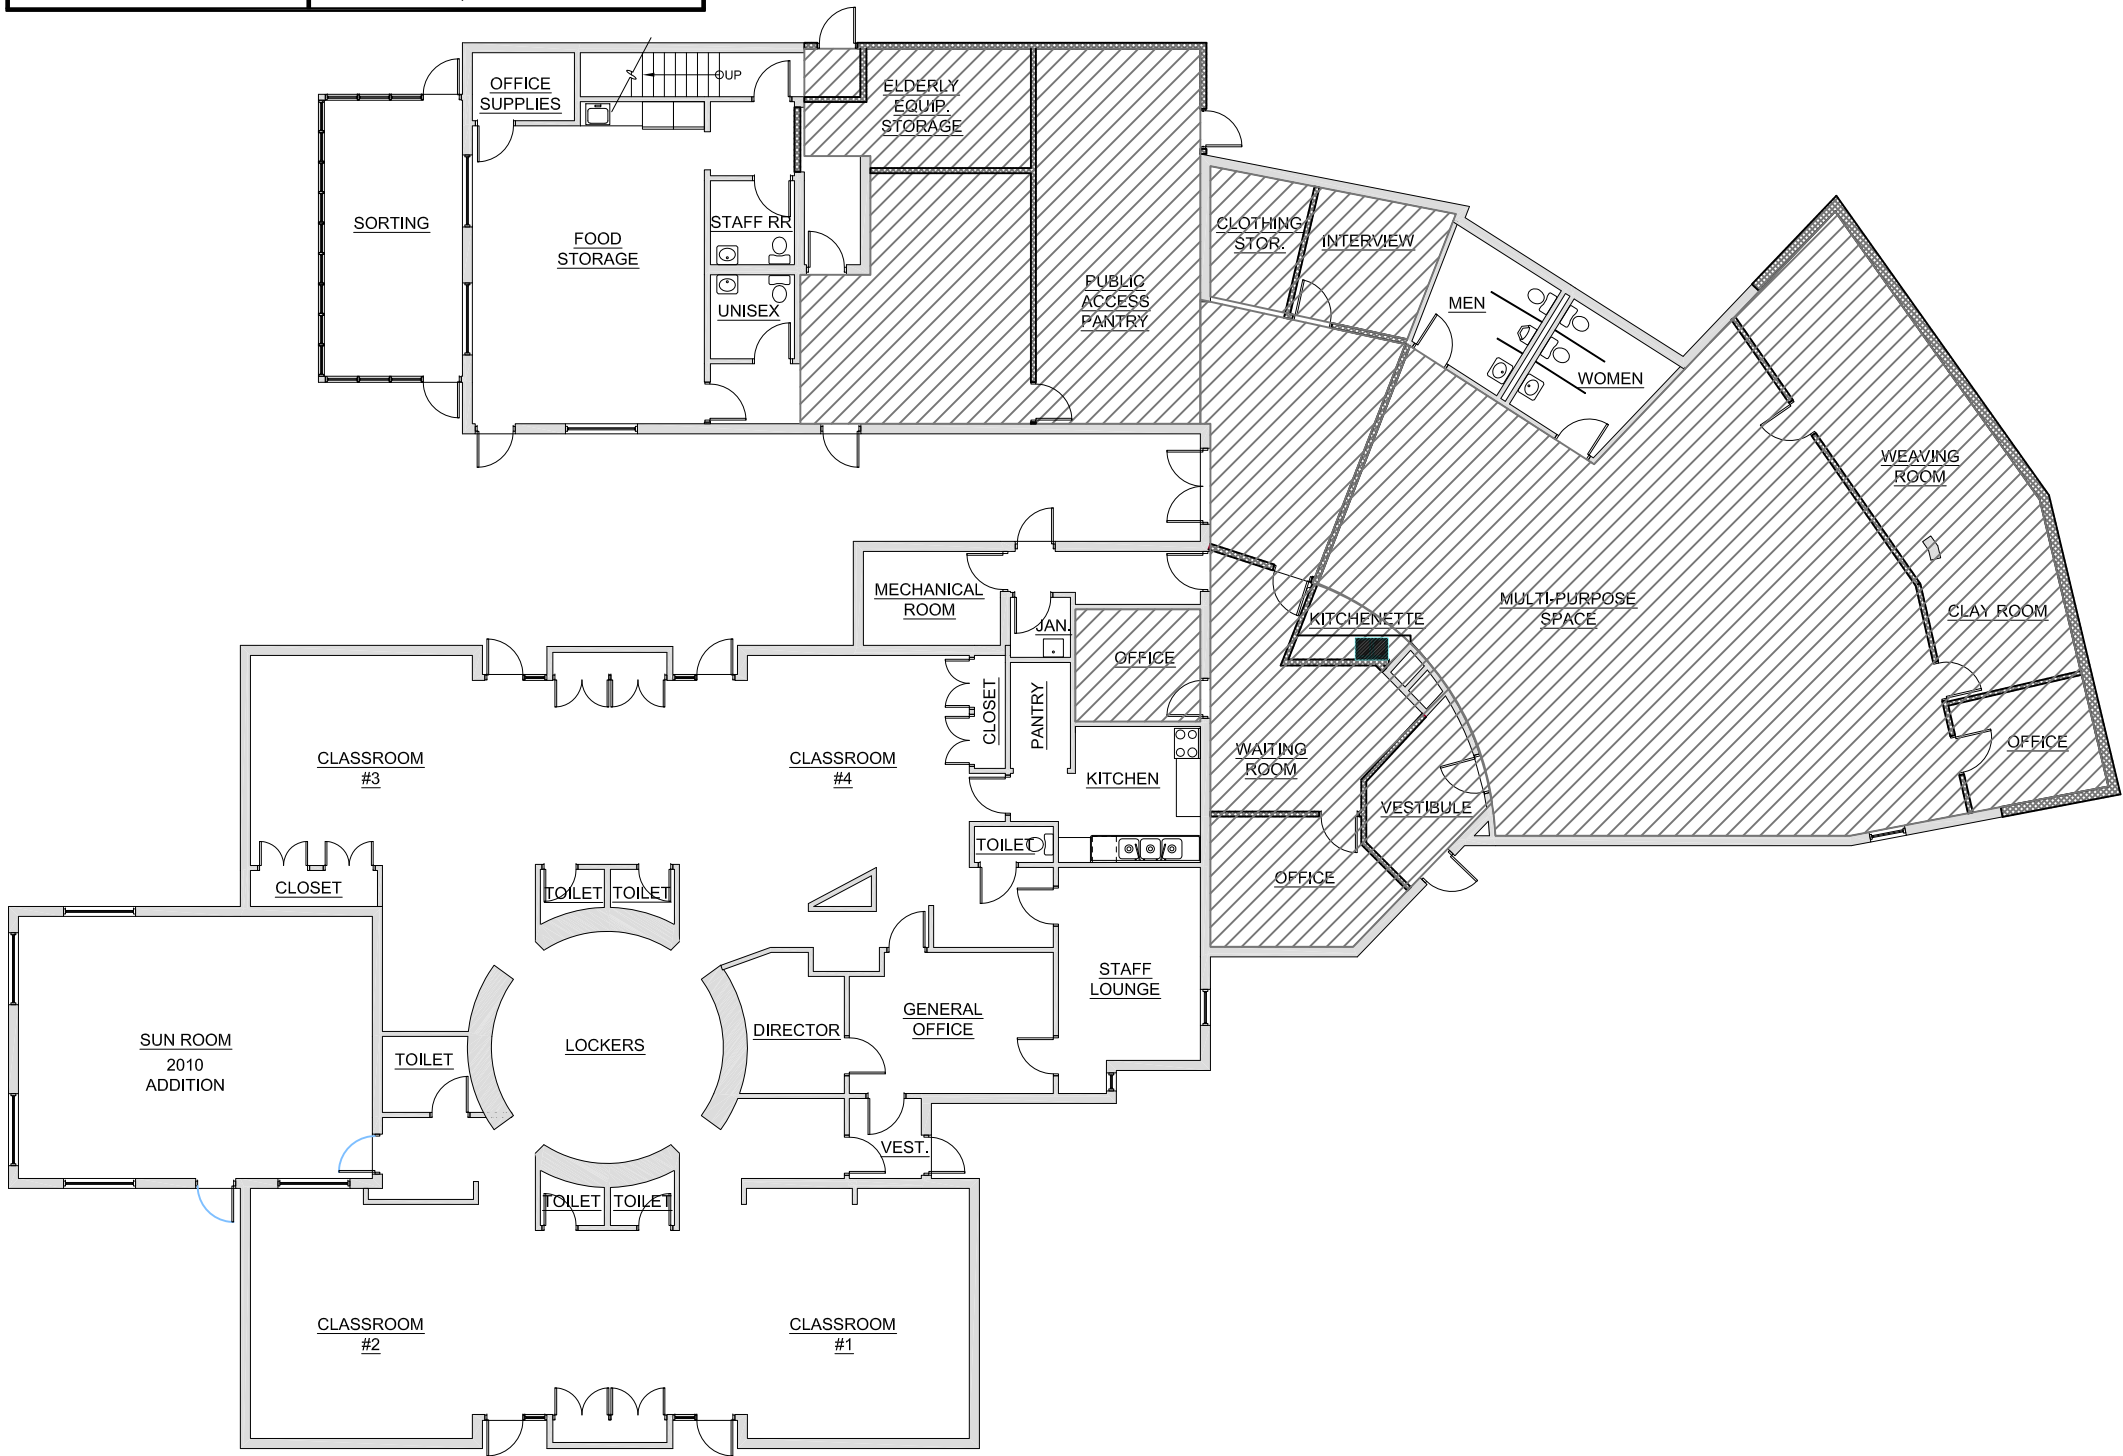 OFFICE
SUPPLIES
UP
ELDERLY
EQUIP.
STORAGE
SORTING
FOOD
STORAGE
STAFF RR
UNISEX
PUBLIC
ACCESS
PANTRY
CLOTHING
STOR.
INTERVIEW
MEN
WOMEN
WEAVING
ROOM
MECHANICAL
ROOM
JAN.
OFFICE
KITCHENETTE
MULTI-PURPOSE
SPACE
CLAY ROOM
CLASSROOM
#3
CLASSROOM
#4
CLOSET
PANTRY
KITCHEN
WAITING
ROOM
VESTIBULE
OFFICE
CLOSET
TOILET
TOILET
TOILET
OFFICE
STAFF
LOUNGE
GENERAL
OFFICE
DIRECTOR
LOCKERS
SUN ROOM
2010
ADDITION
TOILET
VEST.
TOILET
TOILET
CLASSROOM
#2
CLASSROOM
#1